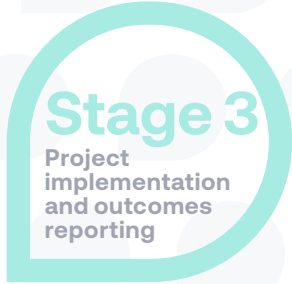 Stage 3
Project
implementation
and outcomes
reporting